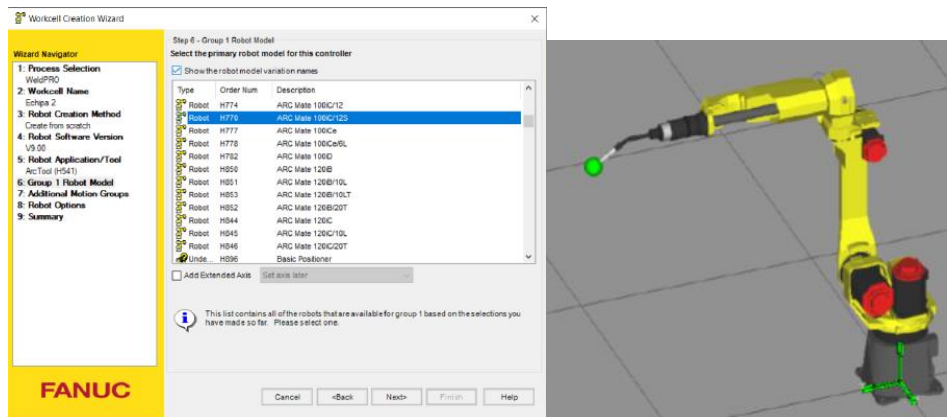 Workcell Creation Wizard
Wizard Navigator
1: Process Selection
WeldPRO
2: Workcell Name
Echipa 2
3: Robot Creation Method
Create from scratch
4: Robot Software Version
V9.00
5: Robot Application/Tool
ArcTool (H541)
6: Group 1 Robot Model
7: Additional Motion Groups
8: Robot Options
9: Summary
FANUC
Step 6 - Group 1 Robot Model
Select the primary robot model for this controller
Show the robot model variation names
Type Order Num Description
Robot H774 ARC Mate 100iC/12
Robot H770 ARC Mate 100iC/12S
Robot H777 ARC Mate 100iCe
Robot H778 ARC Mate 100iCe/6L
Robot H782 ARC Mate 100iD
Robot H850 ARC Mate 120iB
Robot H851 ARC Mate 120iB/10L
Robot H853 ARC Mate 120iB/10LT
Robot H852 ARC Mate 120iB/20T
Robot H844 ARC Mate 120iC
Robot H845 ARC Mate 120iC/10L
Robot H846 ARC Mate 120iC/20T
Unde... H896 Basic Positioner
Add Extended Axis Set axis later
This list contains all of the robots that are available for group 1 based on the selections you
have made so far. Please select one.
Cancel <Back Next> Finish Help